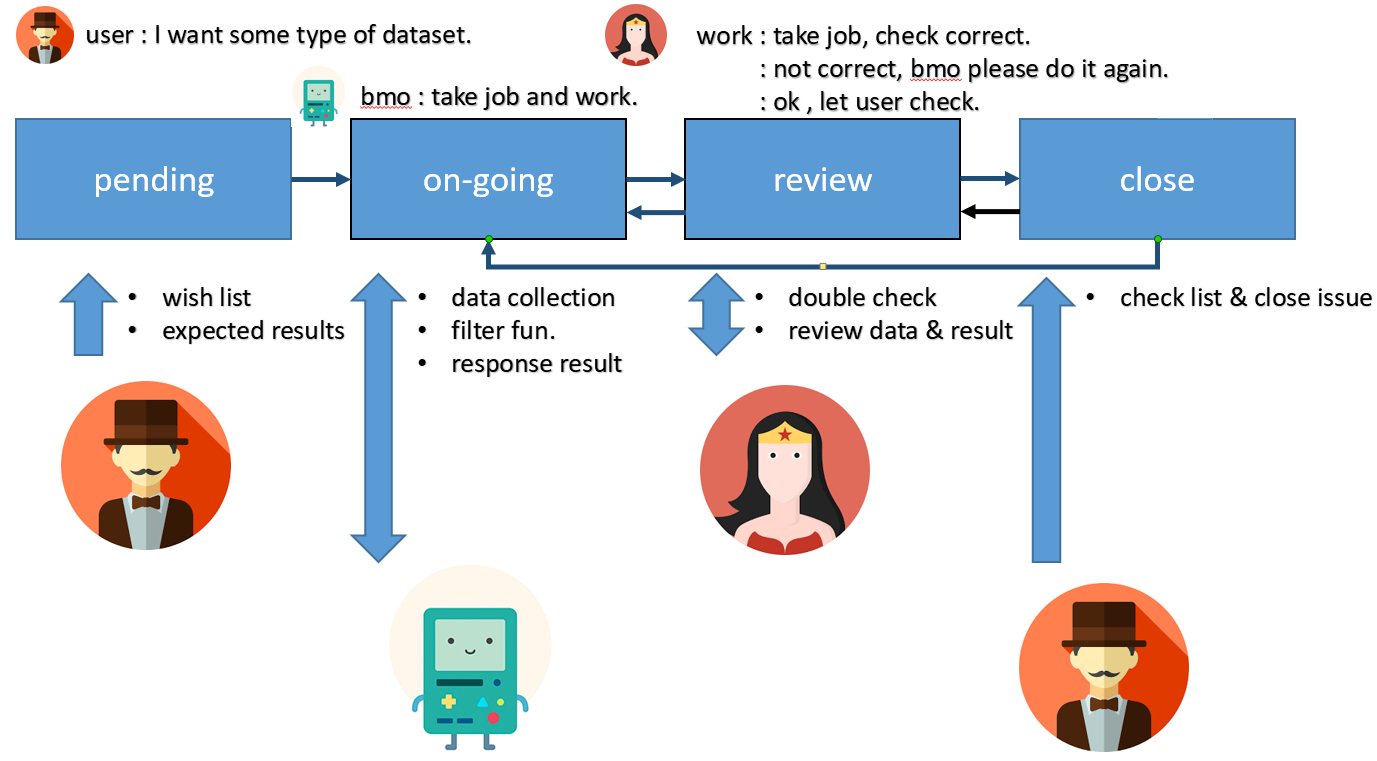 user : I want some type of dataset.
work : take job, check correct.
: not correct, bmo please do it again.
: ok , let user check.
bmo : take job and work.
pending
on-going
review
close
• wish list
• expected results
• data collection
• filter fun.
• response result
• double check
• review data & result
• check list & close issue